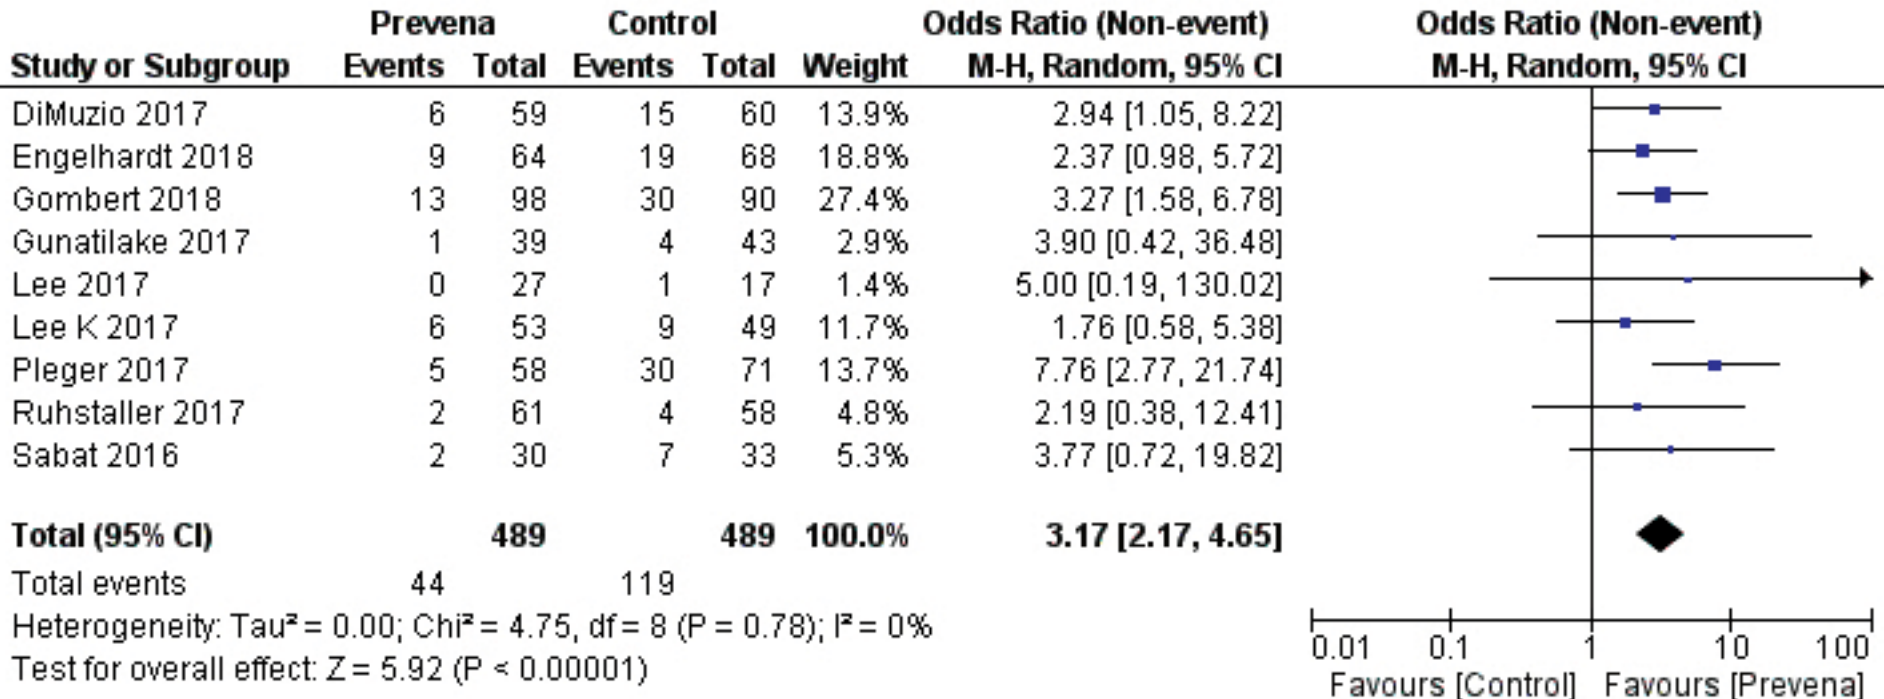 Prevena Control Odds Ratio (Non-event) Odds Ratio (Non-event)
Study or Subgroup Events Total Events Total Weight M-H, Random, 95% CI M-H, Random, 95% CI
DiMuzio 2017 6 59 15 60 13.9% 2.94 [1.05, 8.22]
Engelhardt 2018 9 64 19 68 18.8% 2.37 [0.98, 5.72]
Gombert 2018 13 98 30 90 27.4% 3.27 [1.58, 6.78]
Gunatilake 2017 1 39 4 43 2.9% 3.90 [0.42, 36.48]
Lee 2017 0 27 1 17 1.4% 5.00 [0.19, 130.02]
Lee K 2017 6 53 9 49 11.7% 1.76 [0.58, 5.38]
Pleger 2017 5 58 30 71 13.7% 7.76 [2.77, 21.74]
Ruhstaller 2017 2 61 4 58 4.8% 2.19 [0.38, 12.41]
Sabat 2016 2 30 7 33 5.3% 3.77 [0.72, 19.82]
Total (95% CI) 489 489 100.0% 3.17 [2.17, 4.65]
Total events 44 119
Heterogeneity: Tau² = 0.00; Chi² = 4.75, df = 8 (P = 0.78); I² = 0%
Test for overall effect: Z = 5.92 (P < 0.00001)
0.01 0.1 1 10 100
Favours [Control] Favours [Prevena]